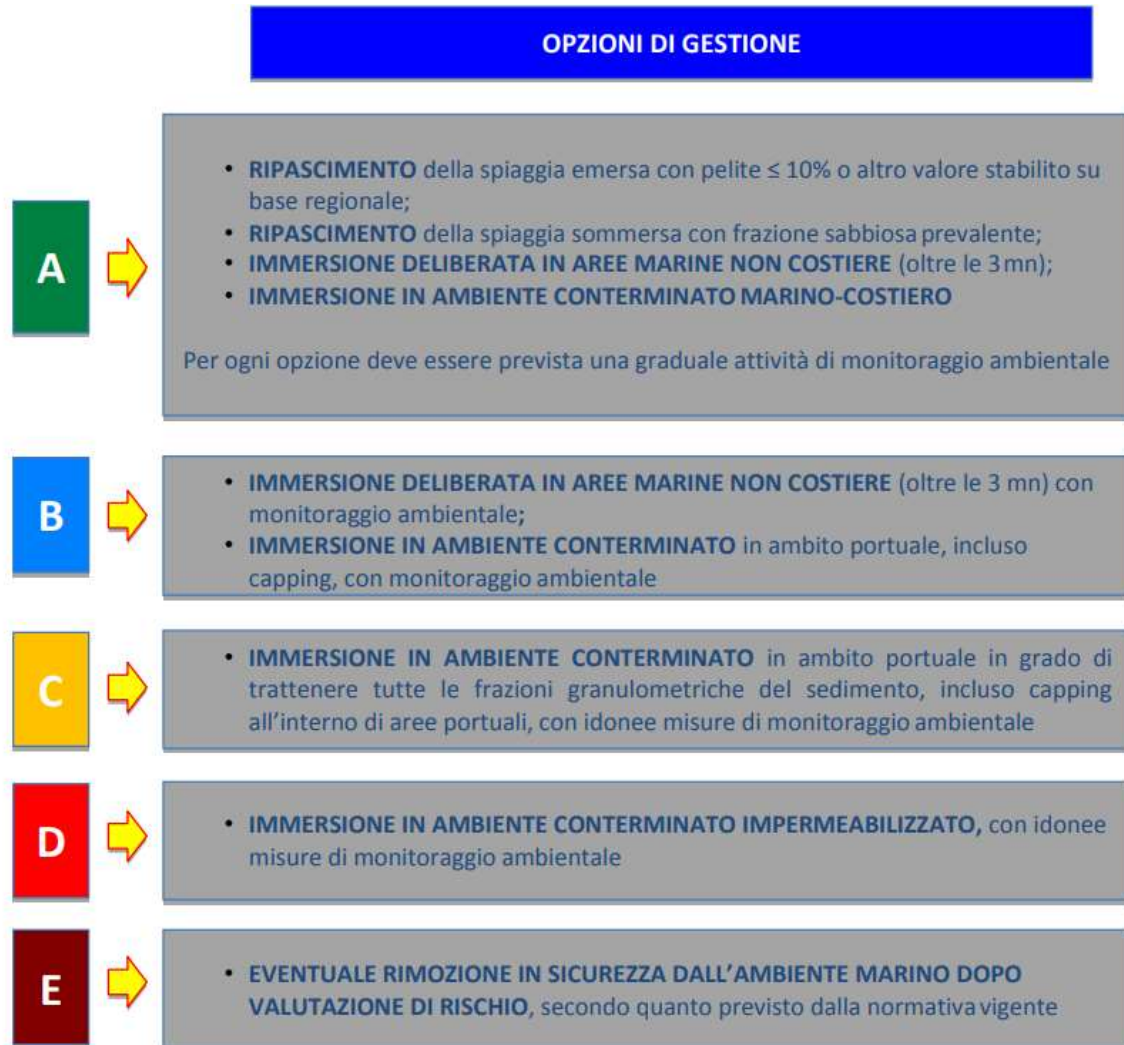 OPZIONI DI GESTIONE
A
• RIPASCIMENTO della spiaggia emersa con pelite ≤ 10% o altro valore stabilito su
base regionale;
• RIPASCIMENTO della spiaggia sommersa con frazione sabbiosa prevalente;
• IMMERSIONE DELIBERATA IN AREE MARINE NON COSTIERE (oltre le 3 mn);
• IMMERSIONE IN AMBIENTE CONTERMINATO MARINO-COSTIERO
Per ogni opzione deve essere prevista una graduale attività di monitoraggio ambientale
B
• IMMERSIONE DELIBERATA IN AREE MARINE NON COSTIERE (oltre le 3 mn) con
monitoraggio ambientale;
• IMMERSIONE IN AMBIENTE CONTERMINATO in ambito portuale, incluso
capping, con monitoraggio ambientale
C
• IMMERSIONE IN AMBIENTE CONTERMINATO in ambito portuale in grado di
trattenere tutte le frazioni granulometriche del sedimento, incluso capping
all'interno di aree portuali, con idonee misure di monitoraggio ambientale
D
• IMMERSIONE IN AMBIENTE CONTERMINATO IMPERMEABILIZZATO, con idonee
misure di monitoraggio ambientale
E
• EVENTUALE RIMOZIONE IN SICUREZZA DALL'AMBIENTE MARINO DOPO
VALUTAZIONE DI RISCHIO, secondo quanto previsto dalla normativa vigente